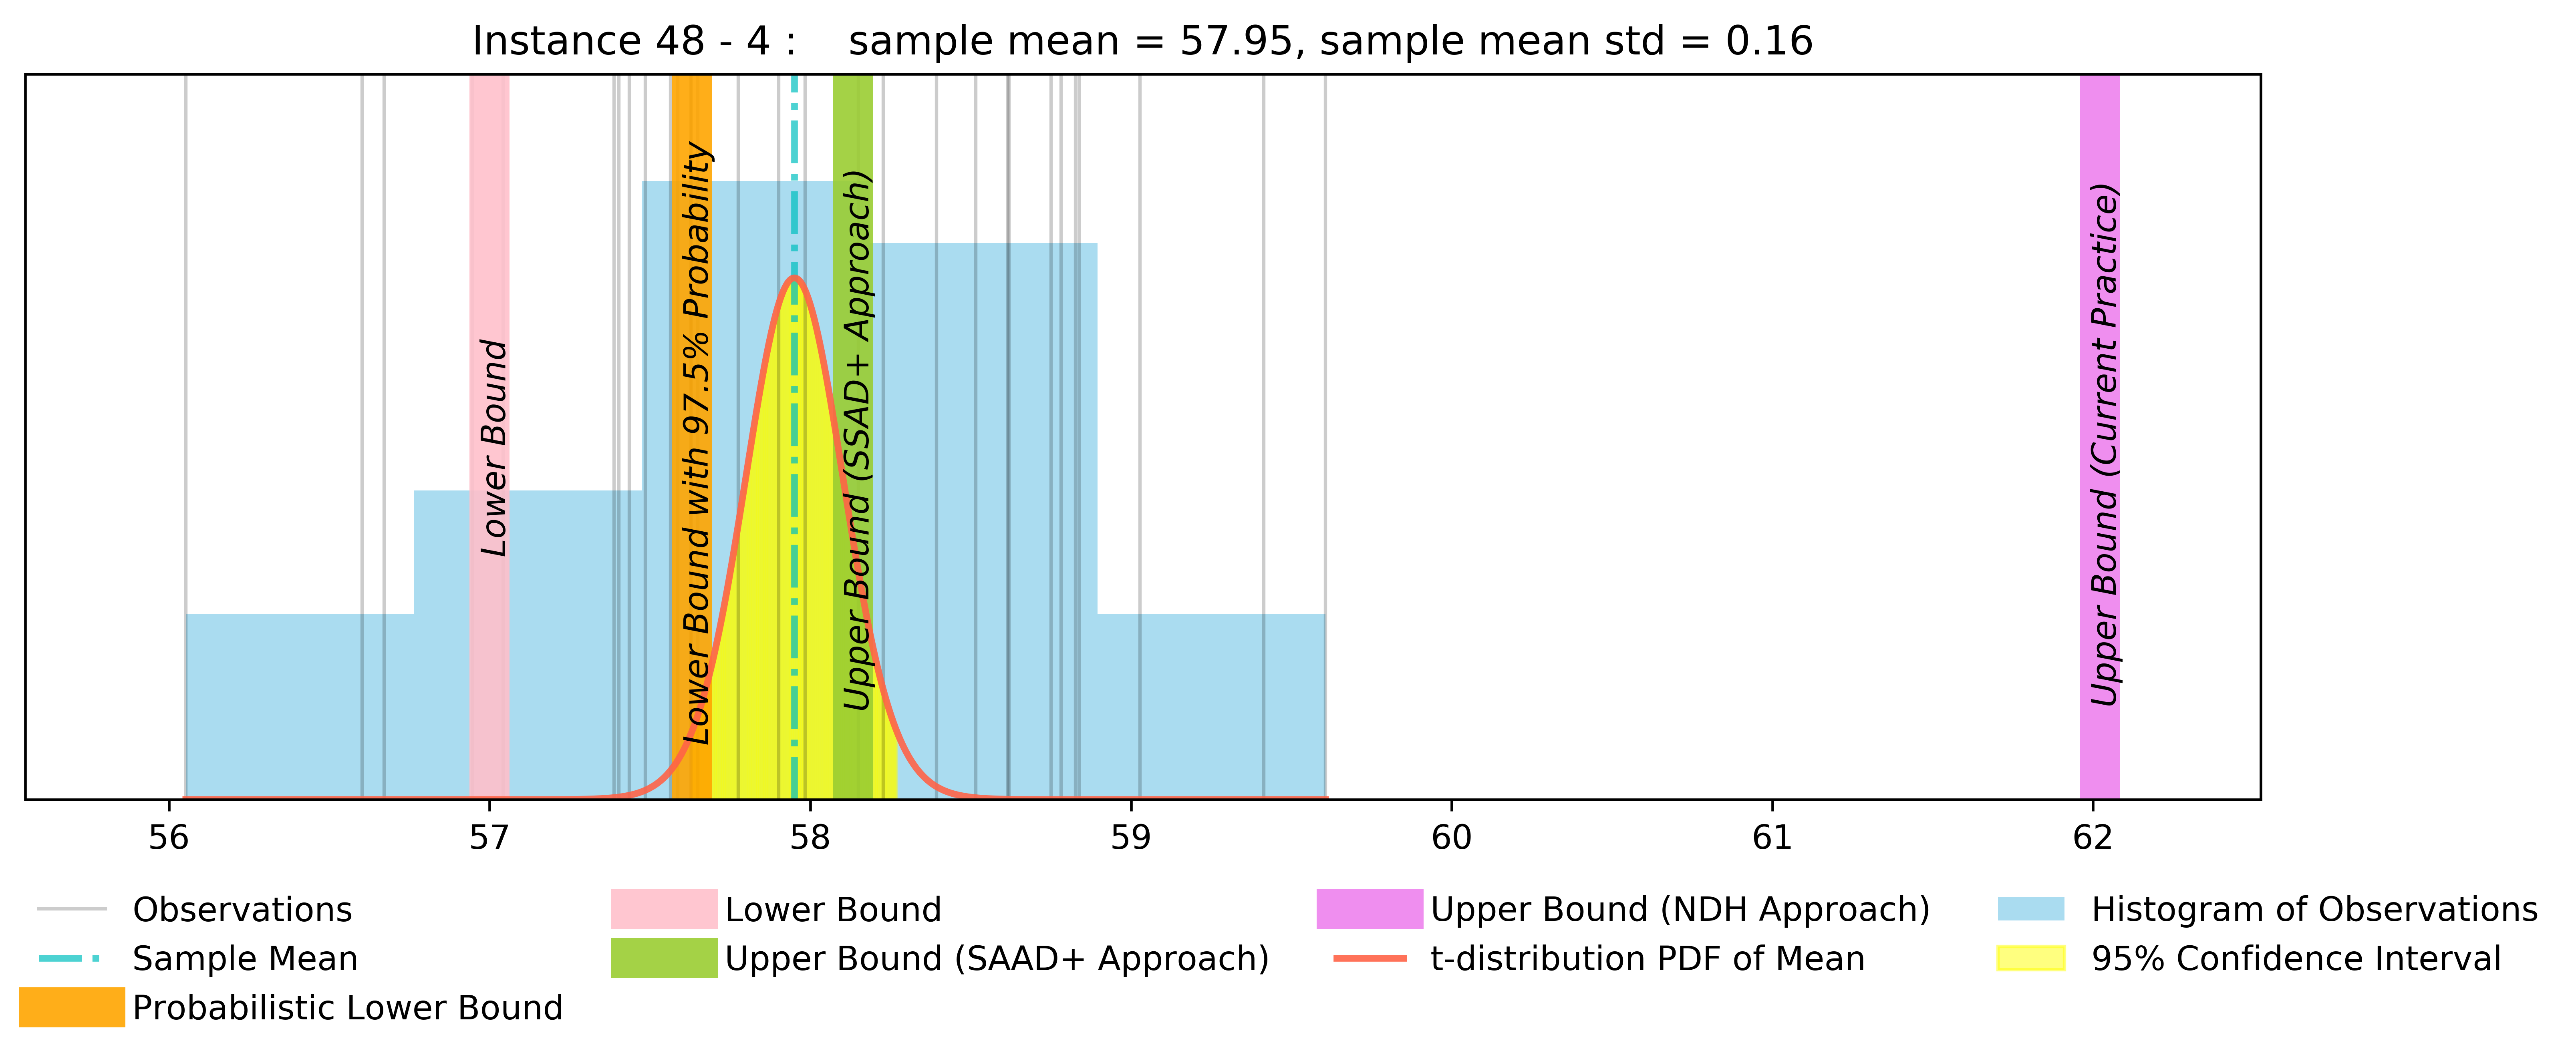 Instance 48 - 4 :    sample mean = 57.95, sample mean std = 0.16
Lower Bound
Lower Bound with 97.5% Probability
Upper Bound (SSAD+ Approach)
Upper Bound (Current Practice)
56 57 58 59 60 61 62
Observations
Sample Mean
Probabilistic Lower Bound
Lower Bound
Upper Bound (SAAD+ Approach)
Upper Bound (NDH Approach)
t-distribution PDF of Mean
Histogram of Observations
95% Confidence Interval